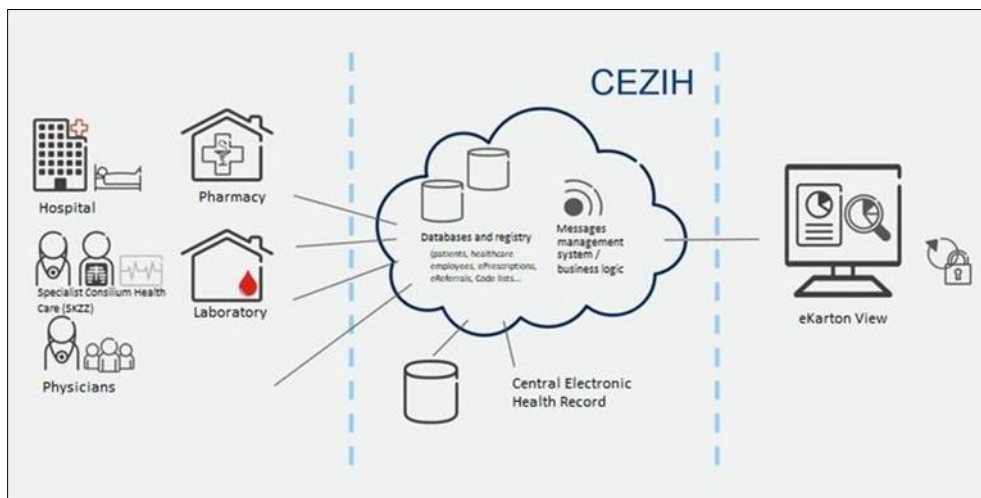 CEZIH
Hospital
Pharmacy
Specialist Consilium Health
Care (SKZZ)
Laboratory
Physicians
Databases and registry
(patients, healthcare
employees, ePrescriptions,
eReferrals, Code lists...
Messages
management
system /
business logic
Central Electronic
Health Record
eKarton View